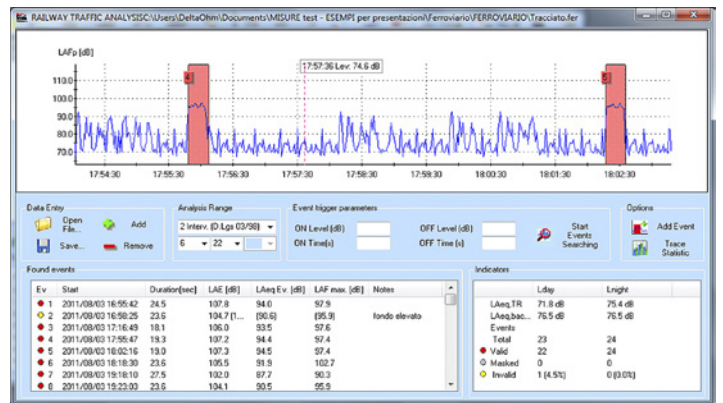 RAILWAY TRAFFIC ANALYSISC:\Users\DeltaOhm\Documents\MISURE test - ESEMPI per presentazioni\Ferroviario\FERROVIARIO\Tracciato.fer
LAFp [dB]
17:57:36 Lev: 74.6 dB
4
5
110.0
100.0
90.0
80.0
70.0
17:54:30 17:55:30 17:56:30 17:57:30 17:58:30 17:59:30 18:00:30 18:01:30 18:02:30
Data Entry Analysis Range Event trigger parameters Options
Open File... Add 2 Interv. (D.Lgs 03/98) ON Level (dB) OFF Level (dB) Start Events Searching Add Event
Save... Remove 6 22 ON Time(s) OFF Time (s) Trace Statistic
Found events Indicators
Ev Start Duration[sec] LAE [dB] LAeq Ev. [dB] LAF max. [dB] Notes
1 2011/08/03 16:55:42 24.5 107.8 94.0 97.9
2 2011/08/03 16:58:25 23.6 104.7 (1... (90.6) (95.9) fondo elevato
3 2011/08/03 17:16:49 18.1 106.0 93.5 97.6
4 2011/08/03 17:55:47 19.3 107.2 94.4 97.4
5 2011/08/03 18:02:16 19.0 107.3 94.5 97.4
6 2011/08/03 18:18:30 23.6 105.5 91.9 102.7
7 2011/08/03 19:18:10 27.5 102.0 87.7 90.3
8 2011/08/03 19:23:03 23.6 104.1 90.5 95.9
Lday Lnight
LAeq,TR 71.8 dB 75.4 dB
LAeq,bac... 76.5 dB 76.5 dB
Events
Total 23 24
Valid 22 24
Masked 0 0
Invalid 1 (4.5%) 0 (0.0%)